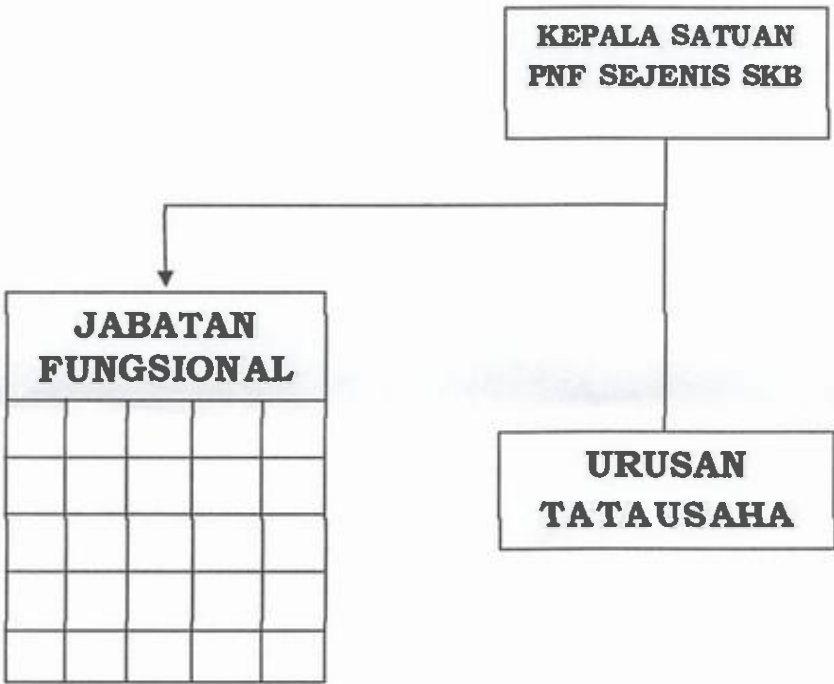 KEPALA SATUAN
PNF SEJENIS SKB
JABATAN
FUNGSIONAL
URUSAN
TATAUSAHA